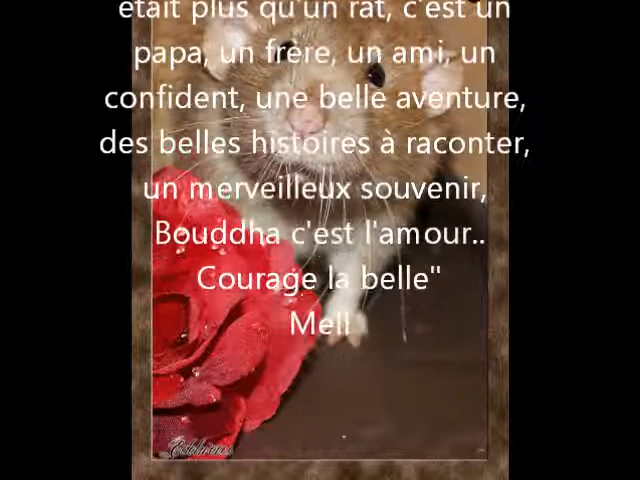 était plus qu'un rat, c'est un
papa, un frère, un ami, un
confident, une belle aventure,
des belles histoires à raconter,
un merveilleux souvenir,
Bouddha c'est l'amour..
Courage la belle"
Mell